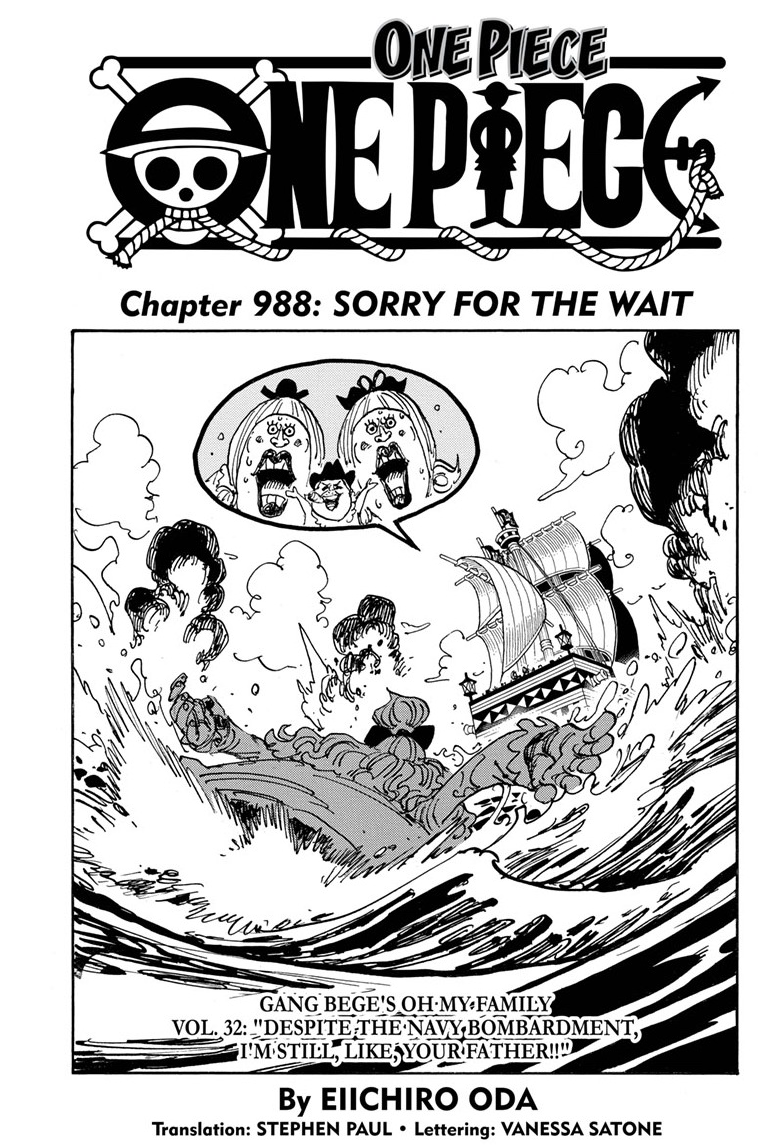 ONE PIECE
ONE PIECE
Chapter 988: SORRY FOR THE WAIT
GANG BEGE'S OH MY FAMILY
VOL. 32: "DESPITE THE NAVY BOMBARDMENT,
I'M STILL, LIKE, YOUR FATHER!!"
By EIICHIRO ODA
Translation: STEPHEN PAUL • Lettering: VANESSA SATONE